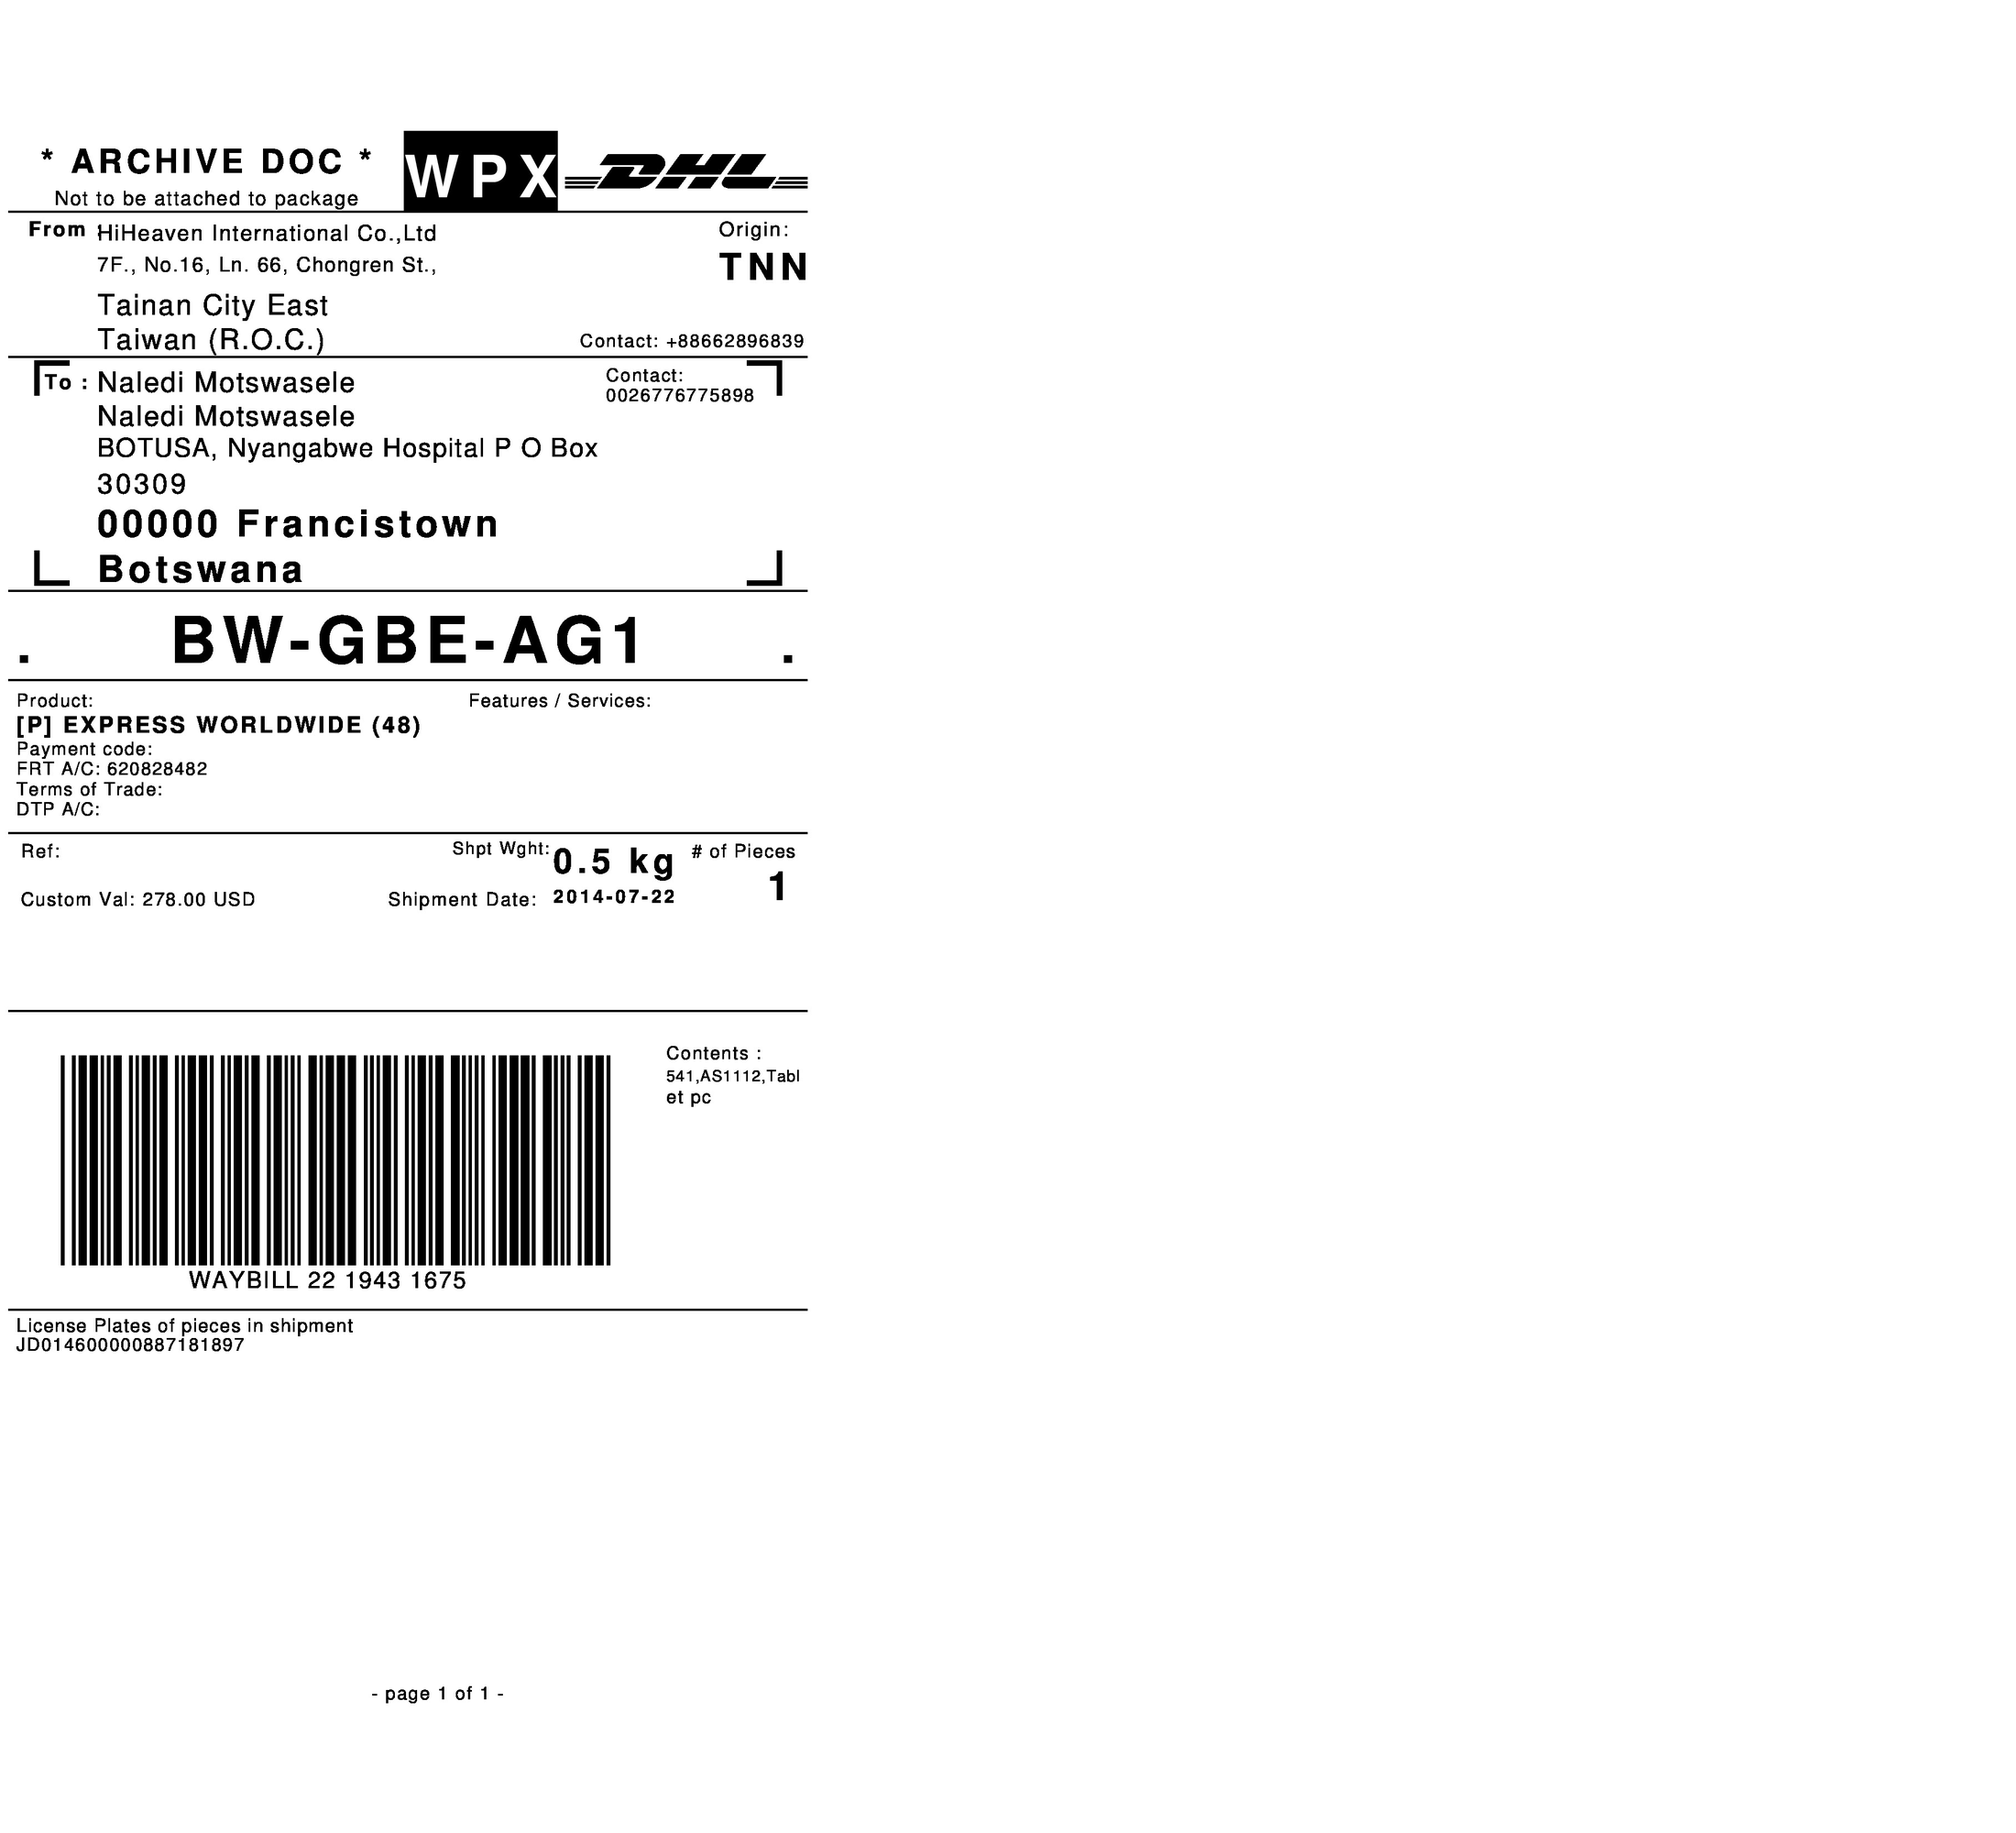 * ARCHIVE DOC *
Not to be attached to package
WPX
DHL
From :
HiHeaven International Co.,Ltd
7F., No.16, Ln. 66, Chongren St.,
Tainan City East
Taiwan (R.O.C.)
Origin:
TNN
Contact: +88662896839
To :
Naledi Motswasele
Naledi Motswasele
BOTUSA, Nyangabwe Hospital P O Box
30309
00000 Francistown
Botswana
Contact:
0026776775898
. BW-GBE-AG1 .
Product:
[P] EXPRESS WORLDWIDE (48)
Payment code:
FRT A/C: 620828482
Terms of Trade:
DTP A/C:
Features / Services:
Ref:
Shpt Wght: 0.5 kg
# of Pieces
1
Custom Val: 278.00 USD
Shipment Date: 2014-07-22
Contents :
541,AS1112,Tabl
et pc
WAYBILL 22 1943 1675
License Plates of pieces in shipment
JD014600000887181897
- page 1 of 1 -